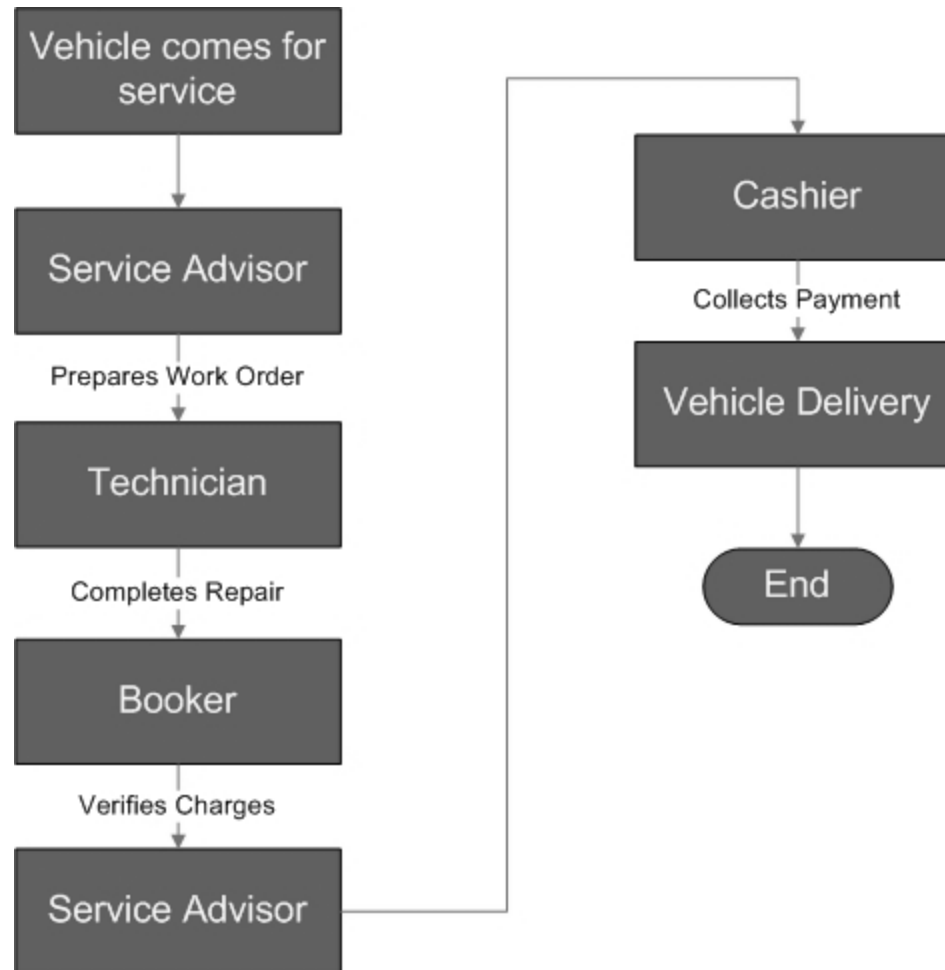 Vehicle comes for
service
Service Advisor
Prepares Work Order
Technician
Completes Repair
Booker
Verifies Charges
Service Advisor
Cashier
Collects Payment
Vehicle Delivery
End